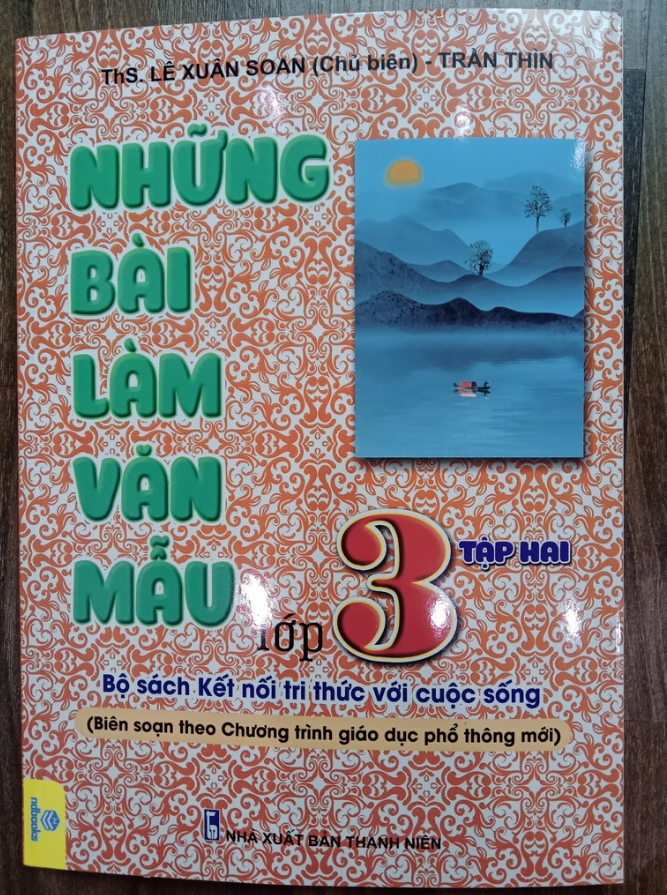 ThS. LÊ XUÂN SOAN (Chủ biên) - TRẦN THÌN
NHỮNG
BÀI
LÀM
VĂN
MẪU
lớp 3
TẬP HAI
Bộ sách Kết nối tri thức với cuộc sống
(Biên soạn theo Chương trình giáo dục phổ thông mới)
ndbooks
NHÀ XUẤT BẢN THANH NIÊN